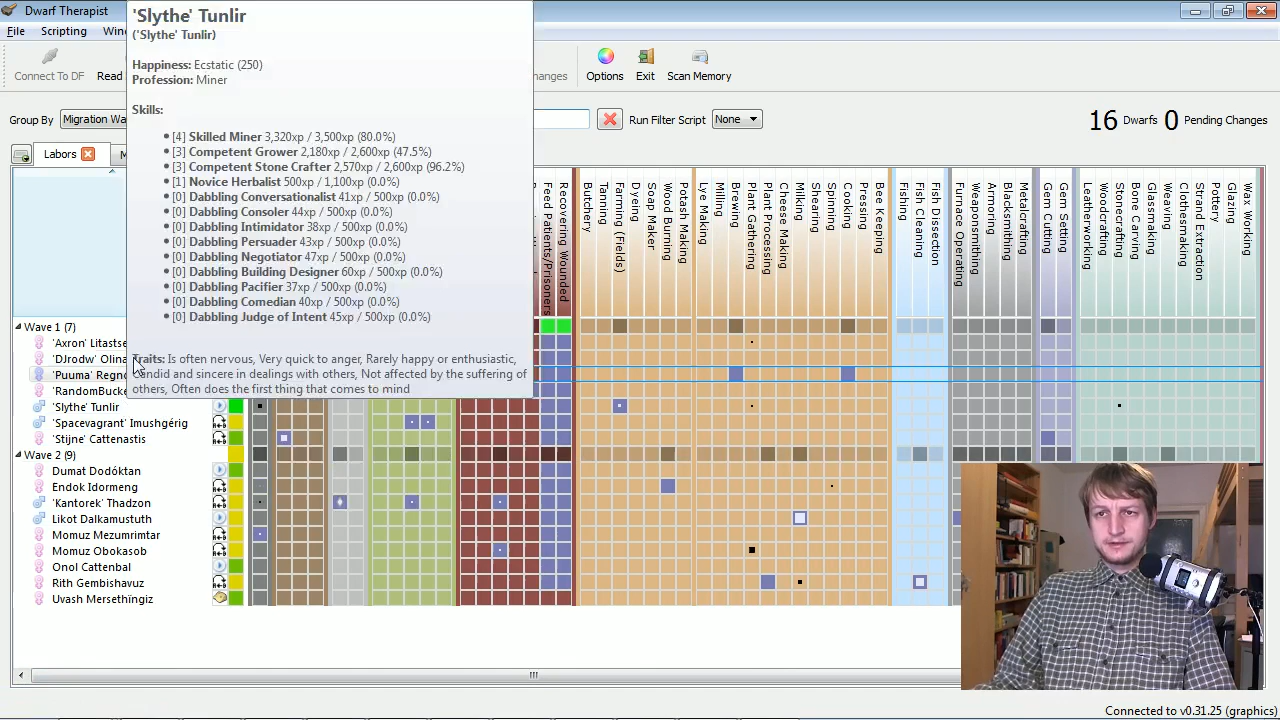 Dwarf Therapist
File Scripting Win
Connect To DF
Read
Options
Exit
Scan Memory
'Slythe' Tunlir
('Slythe' Tunlir)
Happiness: Ecstatic (250)
Profession: Miner
Skills:
[4] Skilled Miner 3,320xp / 3,500xp (80.0%)
[3] Competent Grower 2,180xp / 2,600xp (47.5%)
[3] Competent Stone Crafter 2,570xp / 2,600xp (96.2%)
[1] Novice Herbalist 500xp / 1,100xp (0.0%)
[0] Dabbling Conversationalist 41xp / 500xp (0.0%)
[0] Dabbling Consoler 44xp / 500xp (0.0%)
[0] Dabbling Intimidator 38xp / 500xp (0.0%)
[0] Dabbling Persuader 43xp / 500xp (0.0%)
[0] Dabbling Negotiator 47xp / 500xp (0.0%)
[0] Dabbling Building Designer 60xp / 500xp (0.0%)
[0] Dabbling Pacifier 37xp / 500xp (0.0%)
[0] Dabbling Comedian 40xp / 500xp (0.0%)
[0] Dabbling Judge of Intent 45xp / 500xp (0.0%)
Traits: Is often nervous, Very quick to anger, Rarely happy or enthusiastic,
Candid and sincere in dealings with others, Not affected by the suffering of
others, Often does the first thing that comes to mind
Group By
Migration Wa
Run Filter Script
None
16 Dwarfs 0 Pending Changes
Labors
Feed Patients/Prisoners
Recovering Wounded
Butchery
Tanning
Farming (Fields)
Dyeing
Soap Maker
Wood Burning
Potash Making
Lye Making
Milling
Brewing
Plant Gathering
Plant Processing
Cheese Making
Milking
Shearing
Spinning
Cooking
Pressing
Bee Keeping
Fishing
Fish Cleaning
Fish Dissection
Furnace Operating
Weaponsmithing
Armoring
Blacksmithing
Metalcrafting
Gem Cutting
Gem Setting
Leatherworking
Woodcrafting
Stonecrafting
Bone Carving
Glassmaking
Weaving
Clothesmaking
Strand Extraction
Pottery
Glazing
Wax Working
Wave 1 (7)
'Axron' Litastse
'DJrodw' Olina
'Puuma' Regno
'RandomBucke
'Slythe' Tunlir
'Spacevagrant' Imushgérig
'Stijne' Cattenastis
Wave 2 (9)
Dumat Dodóktan
Endok Idormeng
'Kantorek' Thadzon
Likot Dalkamustuth
Momuz Mezumrimtar
Momuz Obokasob
Onol Cattenbal
Rith Gembishavuz
Uvash Mersethïngiz
Connected to v0.31.25 (graphics)